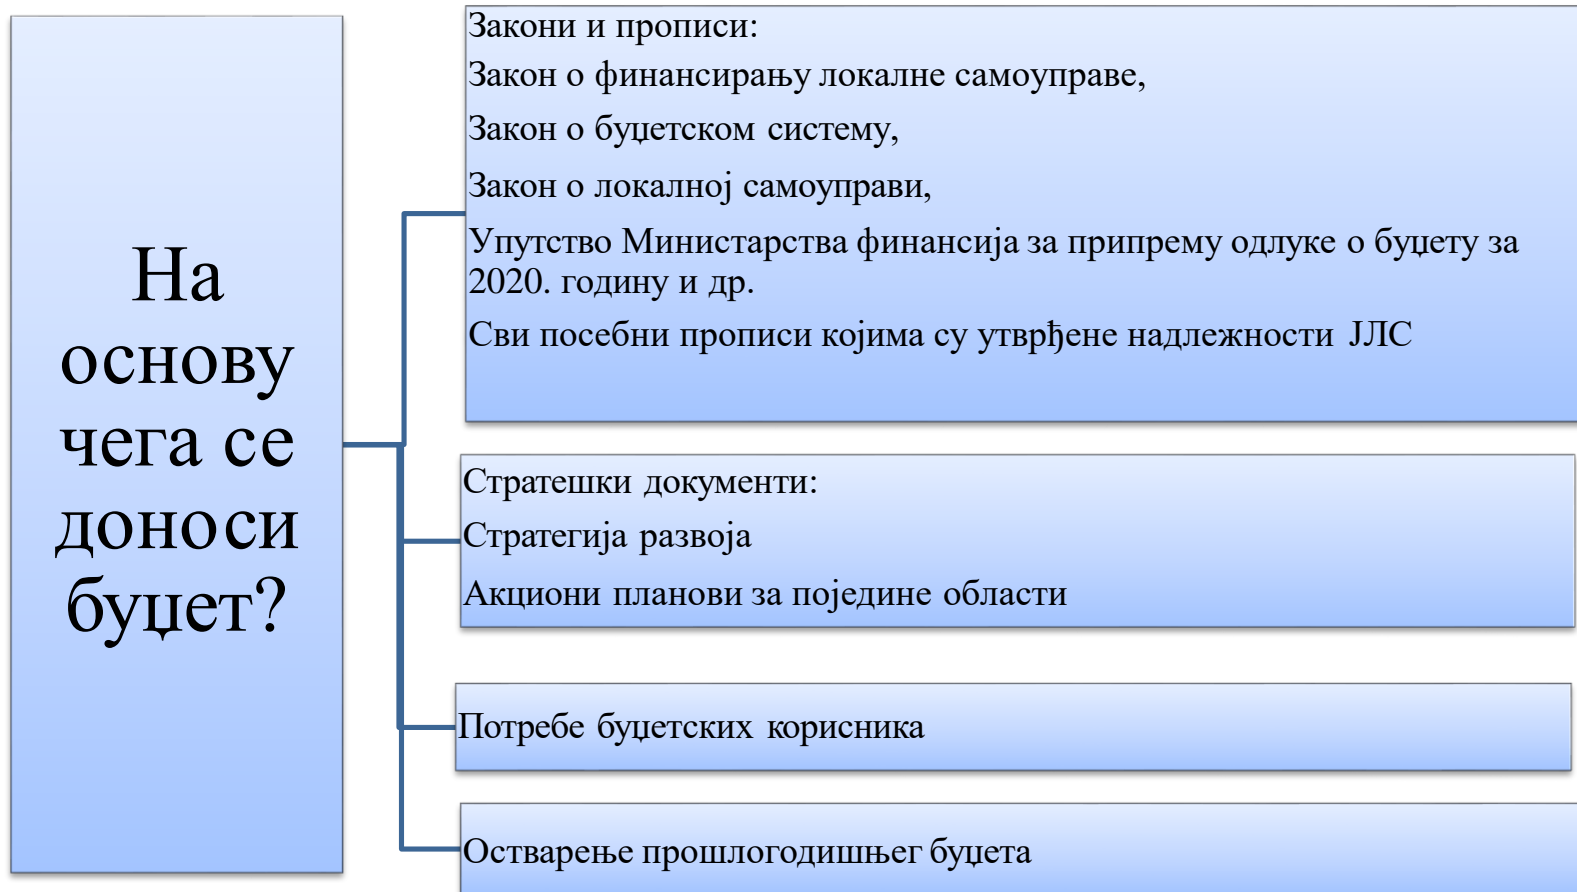 На
основу
чега се
доноси
буџет?
Закони и прописи:
Закон о финансирању локалне самоуправе,
Закон о буџетском систему,
Закон о локалној самоуправи,
Упутство Министарства финансија за припрему одлуке о буџету за
2020. годину и др.
Сви посебни прописи којима су утврђене надлежности ЈЛС
Стратешки документи:
Стратегија развоја
Акциони планови за поједине области
Потребе буџетских корисника
Остварење прошлогодишњег буџета